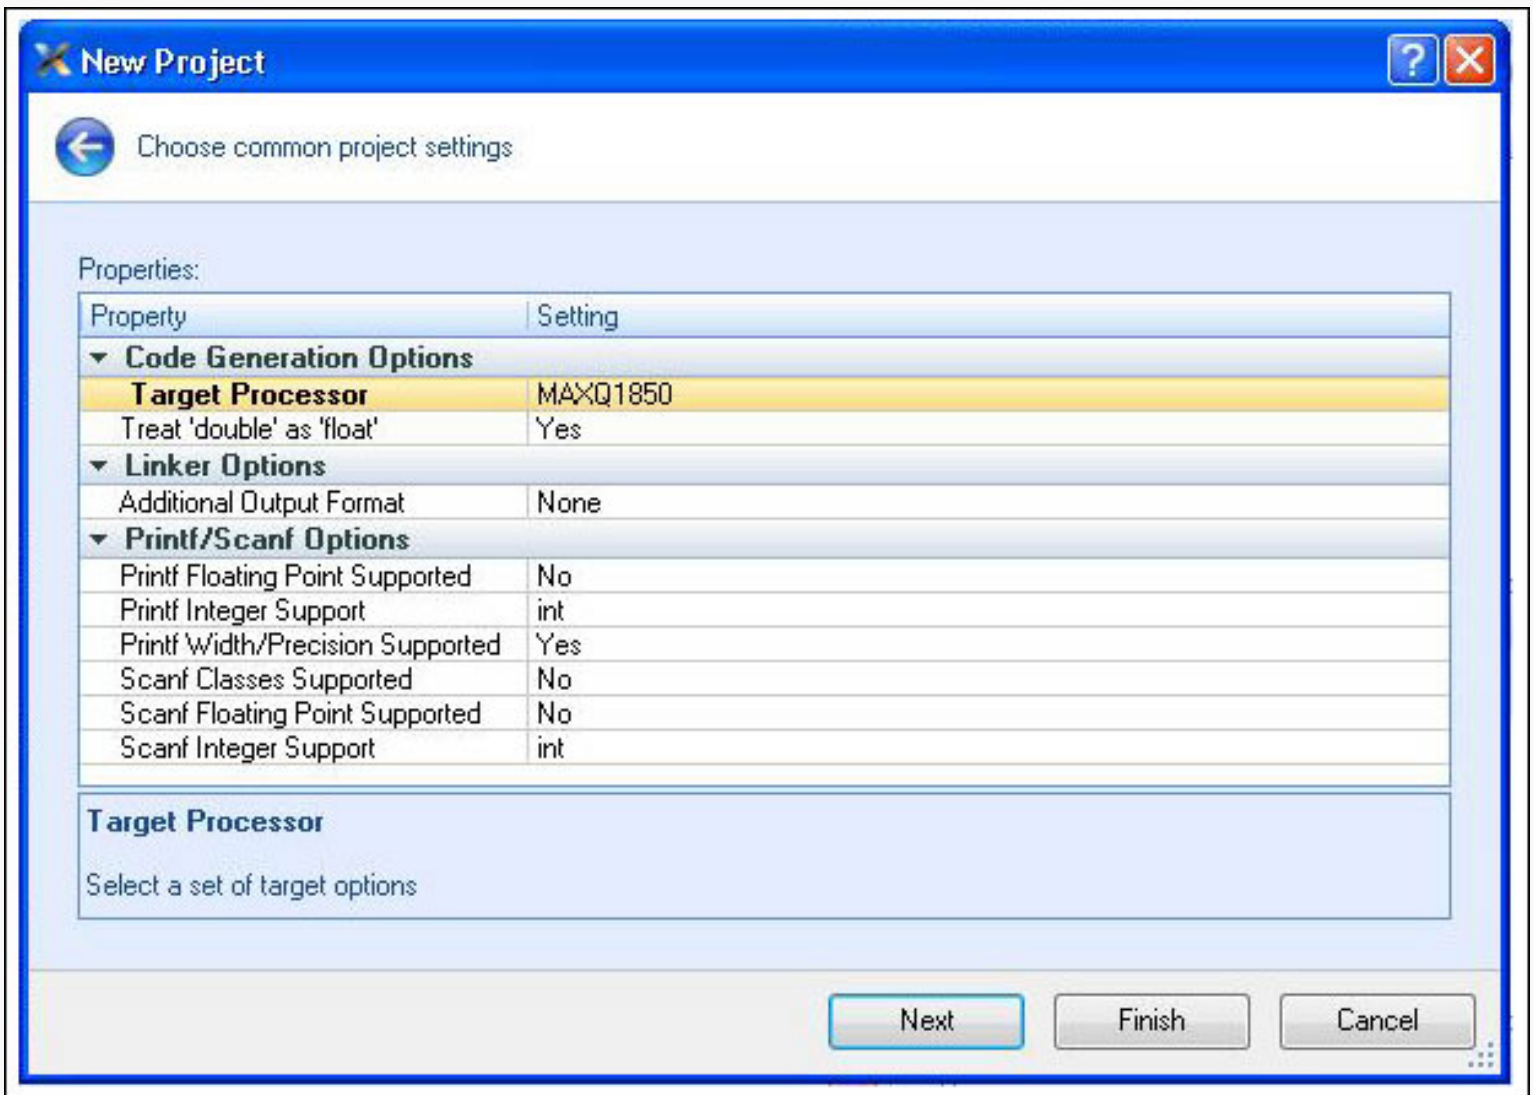 New Project
?
Choose common project settings
Properties:
Property Setting
Code Generation Options
Target Processor MAXQ1850
Treat 'double' as 'float' Yes
Linker Options
Additional Output Format None
Printf/Scanf Options
Printf Floating Point Supported No
Printf Integer Support int
Printf Width/Precision Supported Yes
Scanf Classes Supported No
Scanf Floating Point Supported No
Scanf Integer Support int
Target Processor
Select a set of target options
Next Finish Cancel